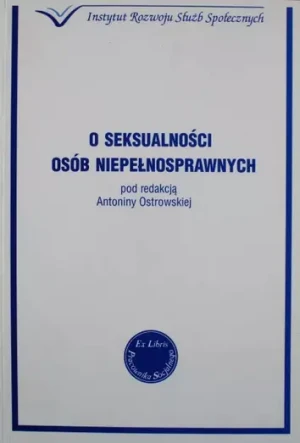 Instytut Rozwoju Służb Społecznych
O SEKSUALNOŚCI
OSÓB NIEPEŁNOSPRAWNYCH
pod redakcją
Antoniny Ostrowskiej
Ex Libris
Pracownika Socjalnego